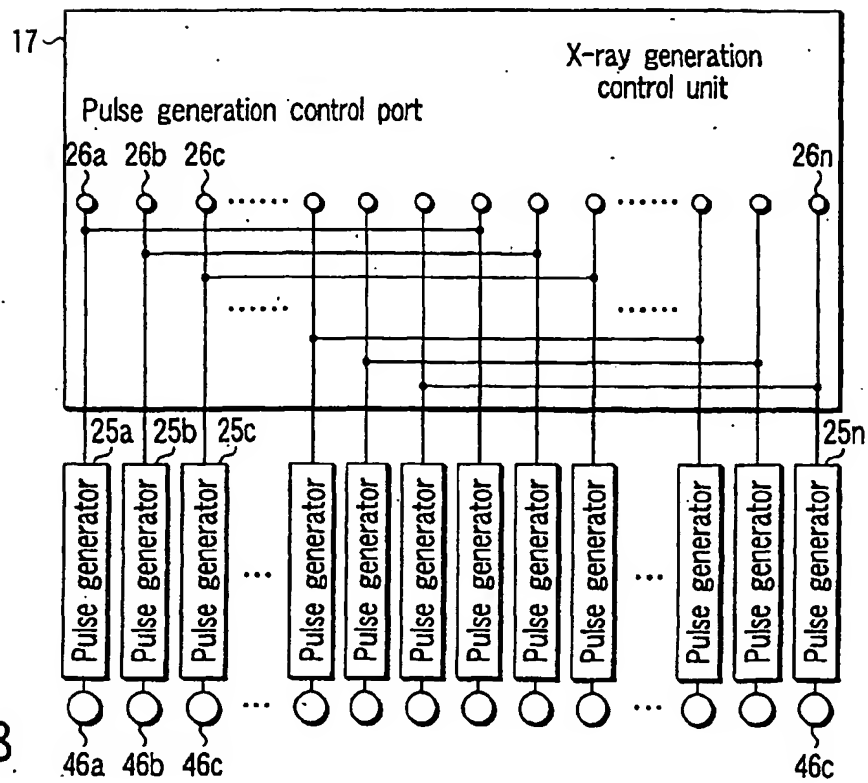 17
X-ray generation
control unit
Pulse generation control port
26a 26b 26c 26n
25a 25b 25c 25n
Pulse generator
Pulse generator
Pulse generator
Pulse generator
Pulse generator
Pulse generator
Pulse generator
Pulse generator
Pulse generator
Pulse generator
Pulse generator
Pulse generator
46a 46b 46c 46c